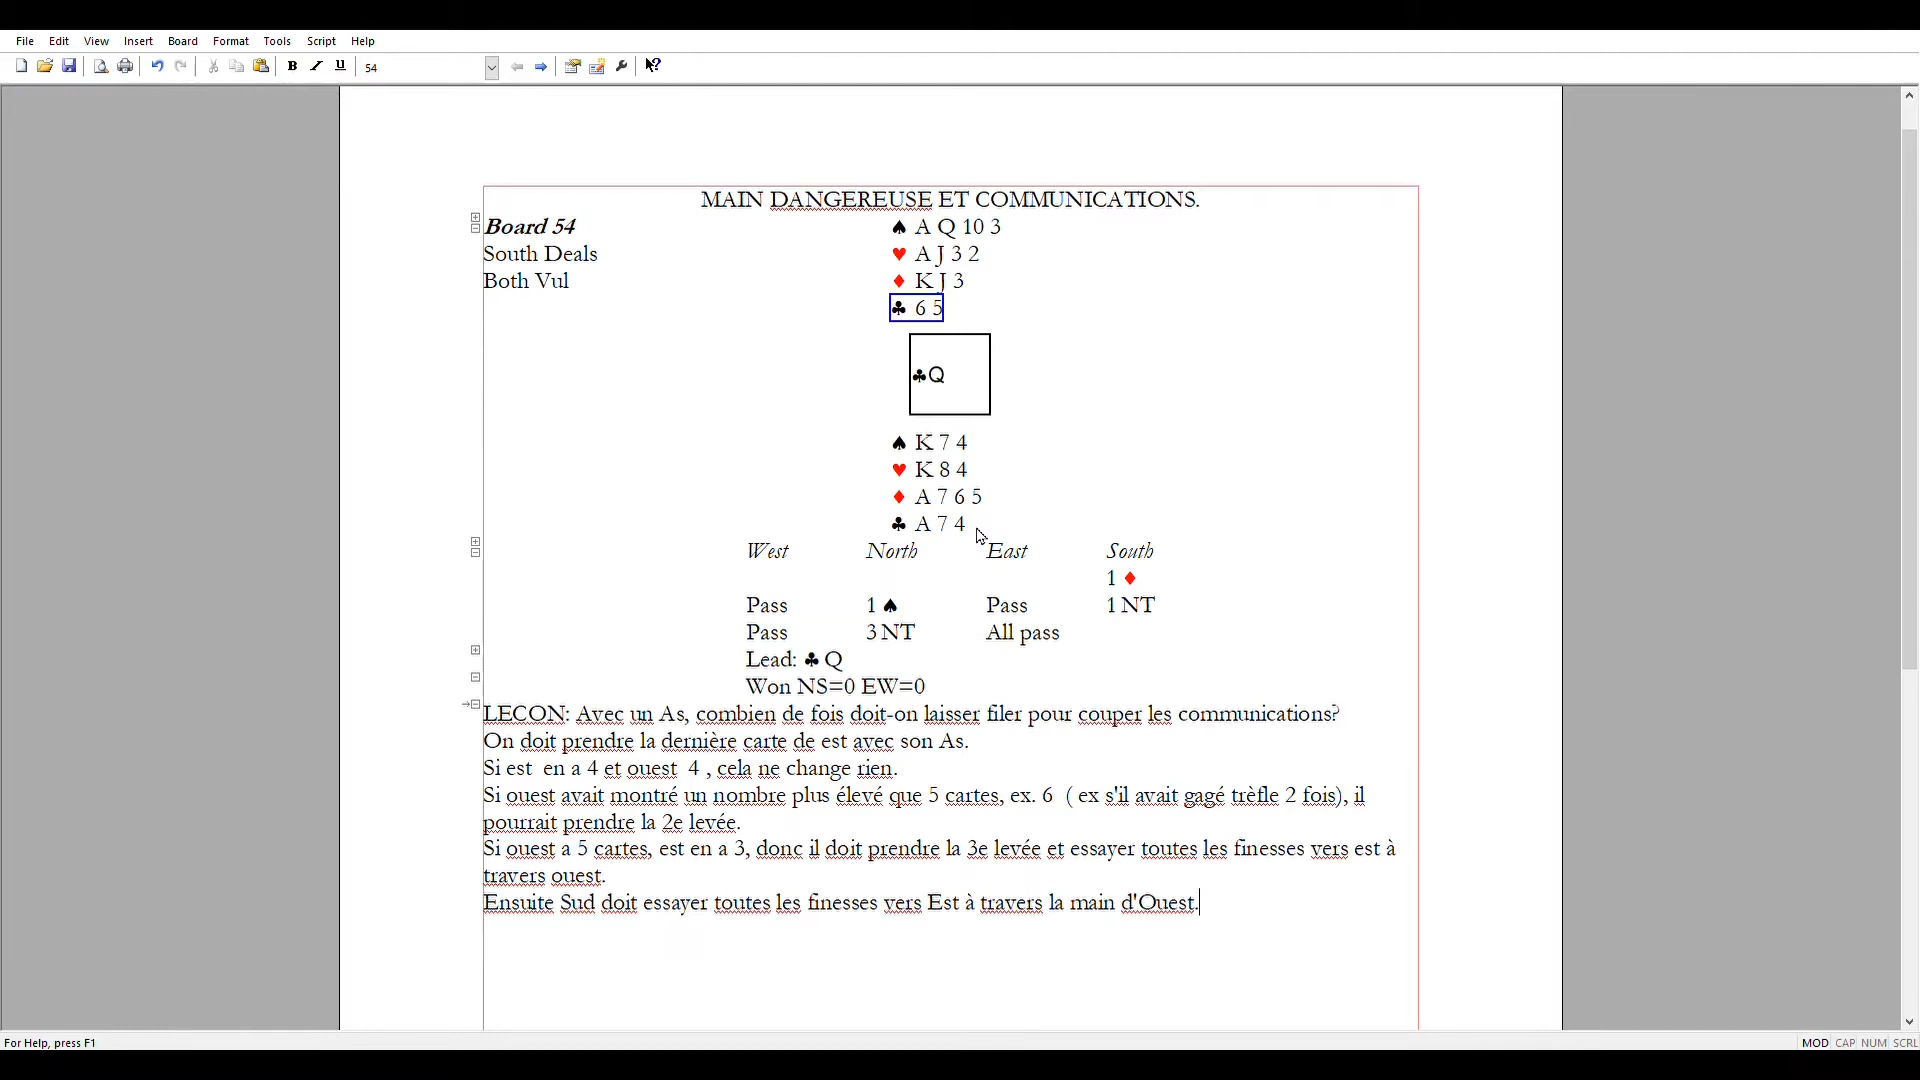 File Edit View Insert Board Format Tools Script Help
54
MAIN DANGEREUSE ET COMMUNICATIONS.
Board 54
South Deals
Both Vul
♠ A Q 10 3
♥ A J 3 2
♦ K J 3
♣ 6 5
♣Q
♠ K 7 4
♥ K 8 4
♦ A 7 6 5
♣ A 7 4
West North East South
1 ♦
Pass 1 ♠ Pass 1 NT
Pass 3 NT All pass
Lead: ♣ Q
Won NS=0 EW=0
LECON: Avec un As, combien de fois doit-on laisser filer pour couper les communications?
On doit prendre la dernière carte de est avec son As.
Si est  en a 4 et ouest  4 , cela ne change rien.
Si ouest avait montré un nombre plus élevé que 5 cartes, ex. 6  ( ex s'il avait gagé trèfle 2 fois), il
pourrait prendre la 2e levée.
Si ouest a 5 cartes, est en a 3, donc il doit prendre la 3e levée et essayer toutes les finesses vers est à
travers ouest.
Ensuite Sud doit essayer toutes les finesses vers Est à travers la main d'Ouest.
For Help, press F1
MOD CAP NUM SCRL